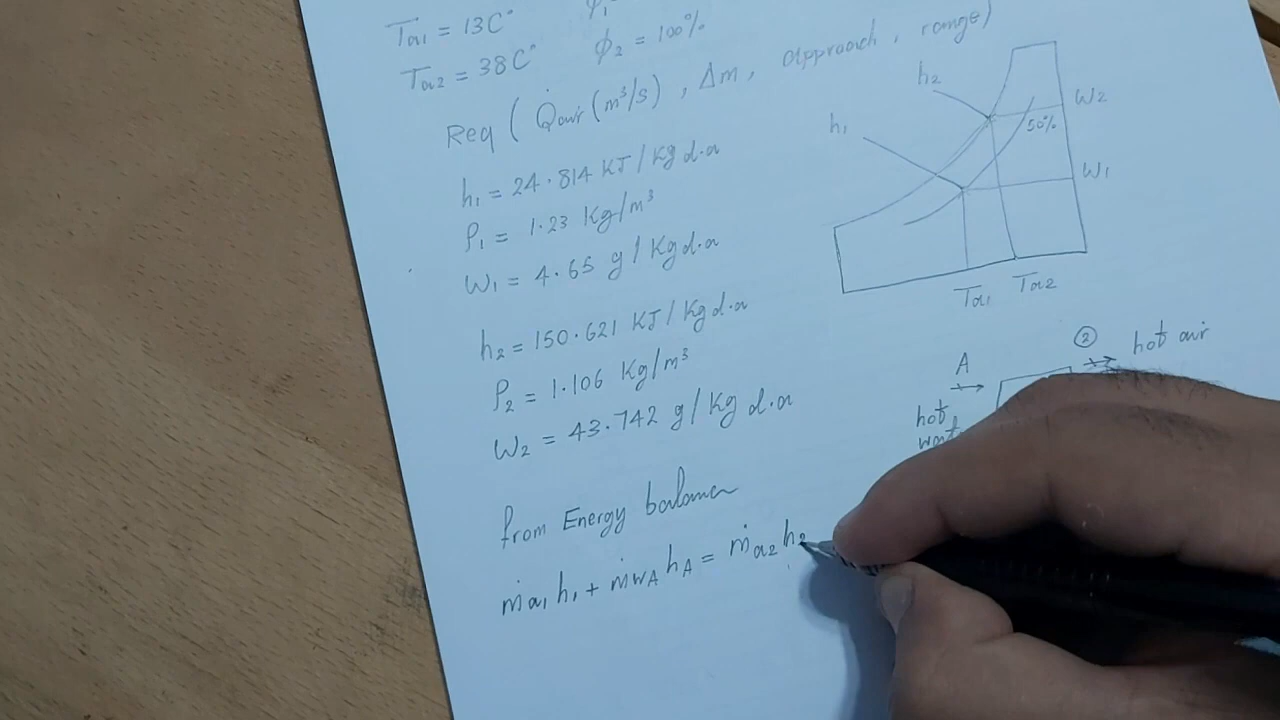 Ta1 = 13C°
Φ1
Ta2 = 38C°
Φ2 = 100%
Req ( Q̇air (m³/s) , Δm , approach , range )
h1 = 24.814 KJ / Kg d.a
ρ1 = 1.23 Kg/m³
W1 = 4.65 g / Kg d.a
h2 = 150.621 KJ / Kg d.a
ρ2 = 1.106 Kg/m³
W2 = 43.742 g / Kg d.a
from Energy balance
ṁa1 h1 + ṁwA hA = ṁa2 h2
h2
W2
h1
50%
W1
Ta1
Ta2
2
hot air
A
hot